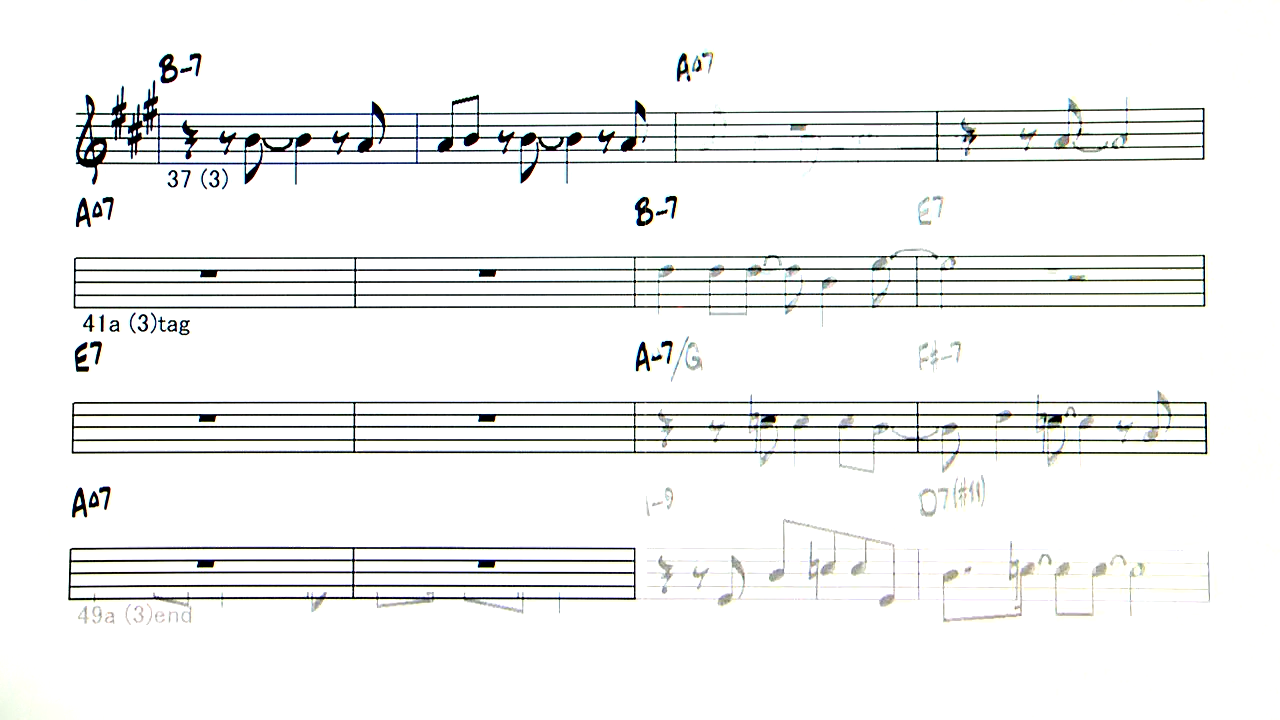 B-7 A△7
37 (3)
A△7 B-7 E7
41a (3)tag
E7 A-7/G F#-7
A△7 D7(#11)
49a (3)end